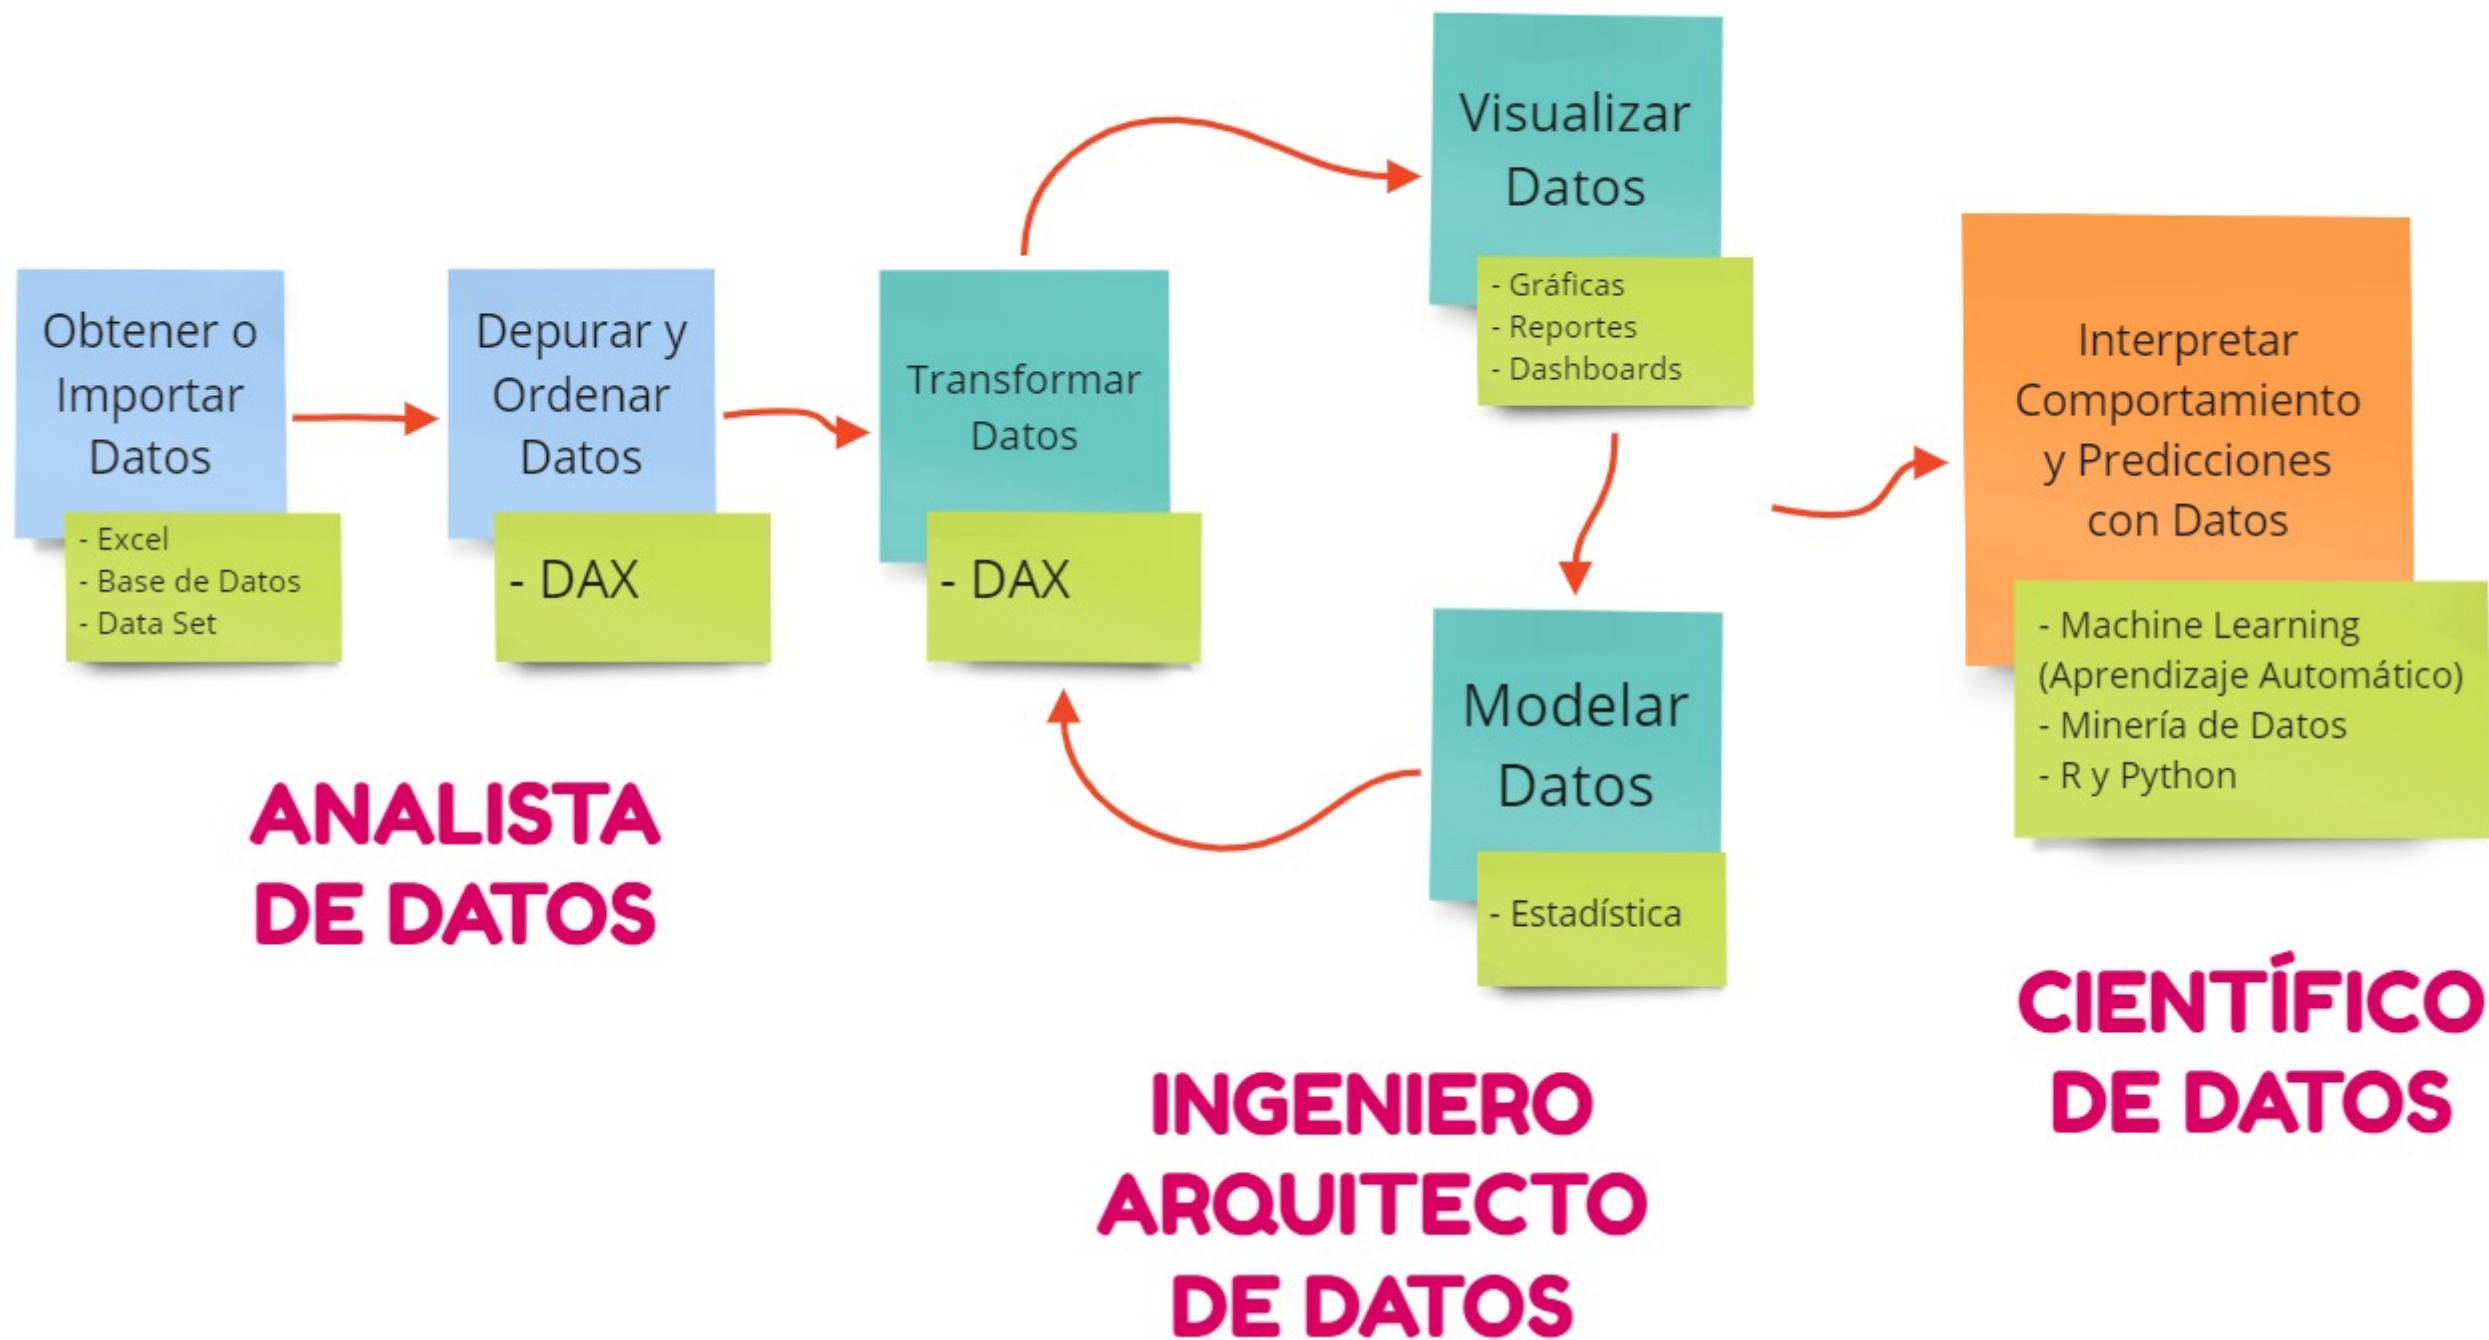 Obtener o
Importar
Datos
- Excel
- Base de Datos
- Data Set
Depurar y
Ordenar
Datos
- DAX
ANALISTA
DE DATOS
Transformar
Datos
- DAX
Visualizar
Datos
- Gráficas
- Reportes
- Dashboards
Modelar
Datos
- Estadística
INGENIERO
ARQUITECTO
DE DATOS
Interpretar
Comportamiento
y Predicciones
con Datos
- Machine Learning
(Aprendizaje Automático)
- Minería de Datos
- R y Python
CIENTÍFICO
DE DATOS